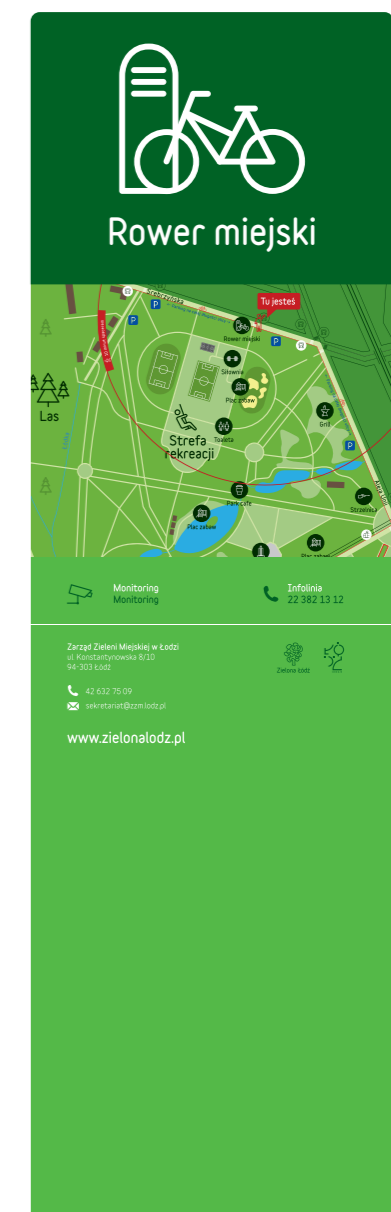 Rower miejski
Srebrzyńska
Tu jesteś
P
P
P
Rower miejski
Siłownia
Plac zabaw
Las
Strefa
rekreacji
Toaleta
Grill
P
Park cafe
Strzelnica
Plac zabaw
Plac zabaw
Monitoring
Monitoring
Infolinia
22 382 13 12
Zarząd Zieleni Miejskiej w Łodzi
ul. Konstantynowska 8/10
94-303 Łódź
42 632 75 09
sekretariat@zzm.lodz.pl
Zielona Łódź
www.zielonalodz.pl